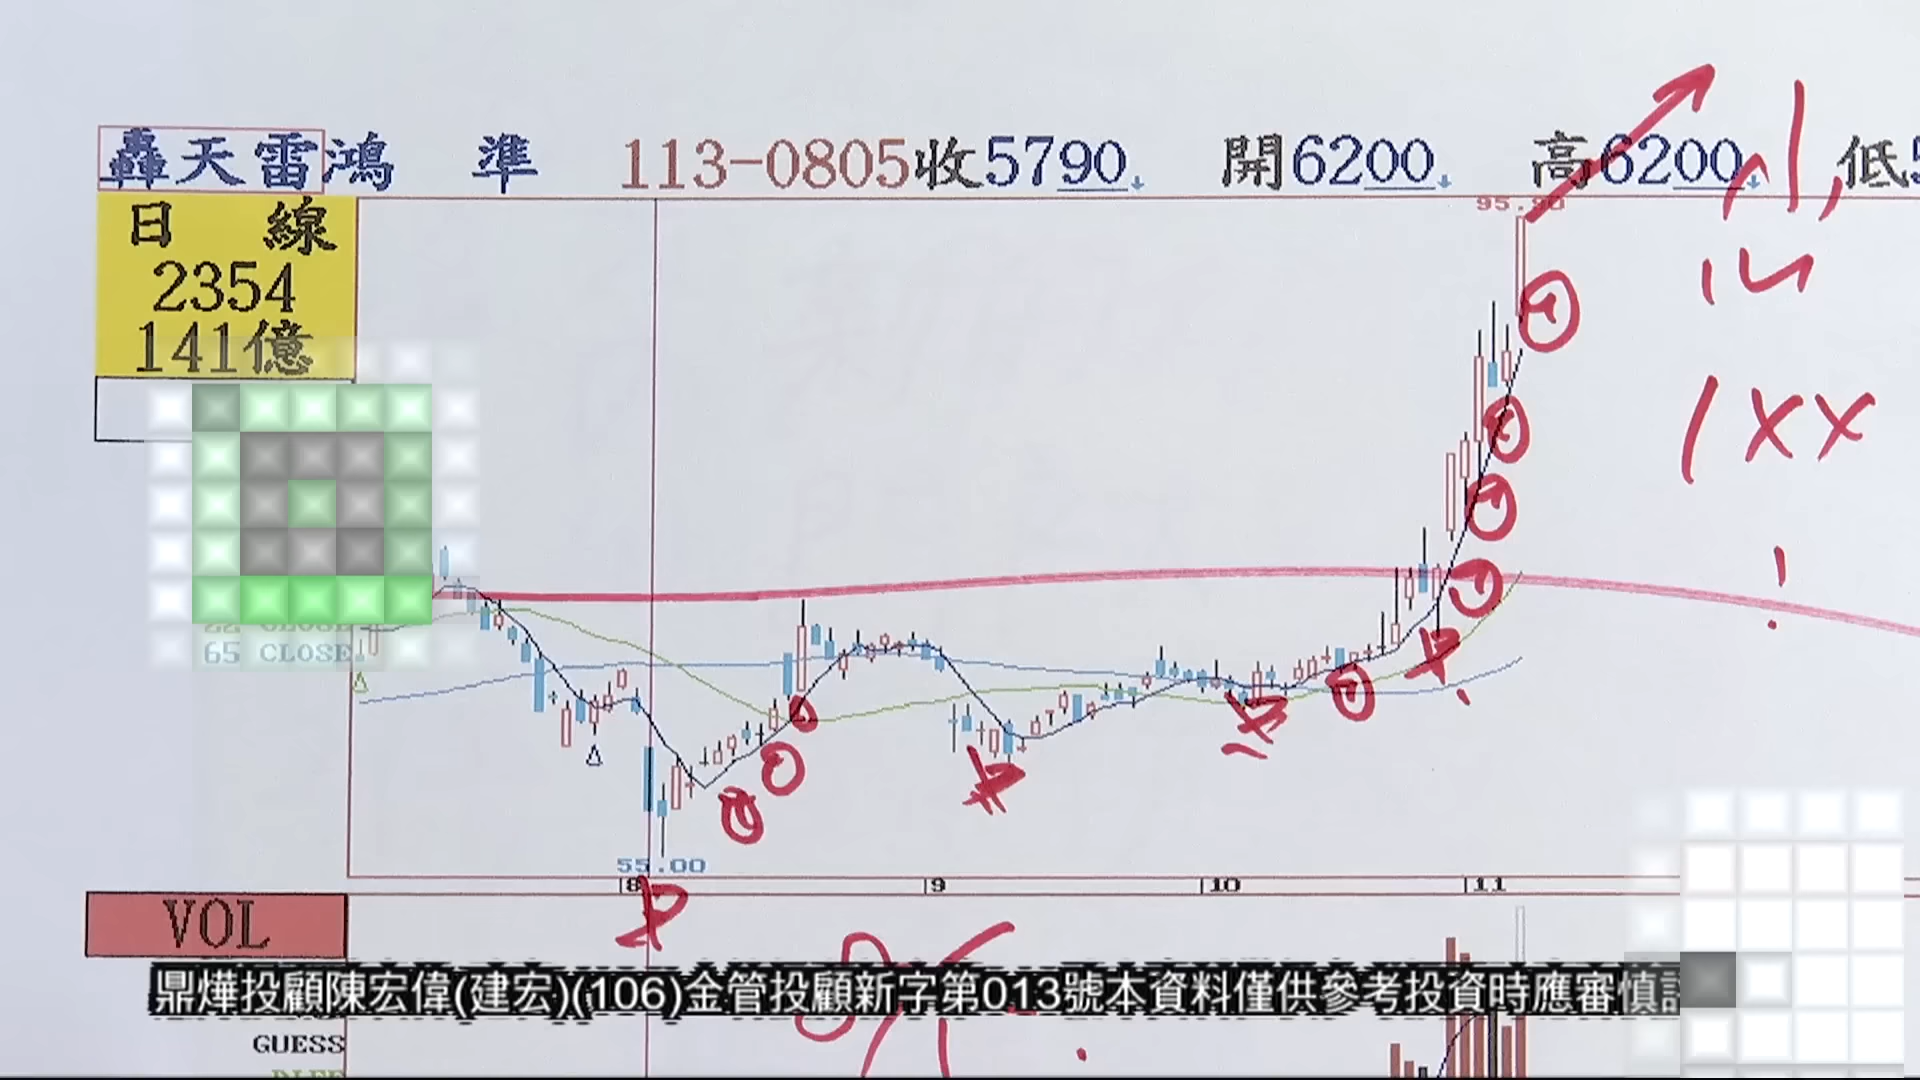 轟天雷鴻 準 113-0805收5790 開6200 高6200 低5
日 線
2354
141億
95.90
1XX
!
65 CLOSE
55.00
8 9 10 11
VOL
鼎燁投顧陳宏偉(建宏)(106)金管投顧新字第013號本資料僅供參考投資時應審慎評
GUESS